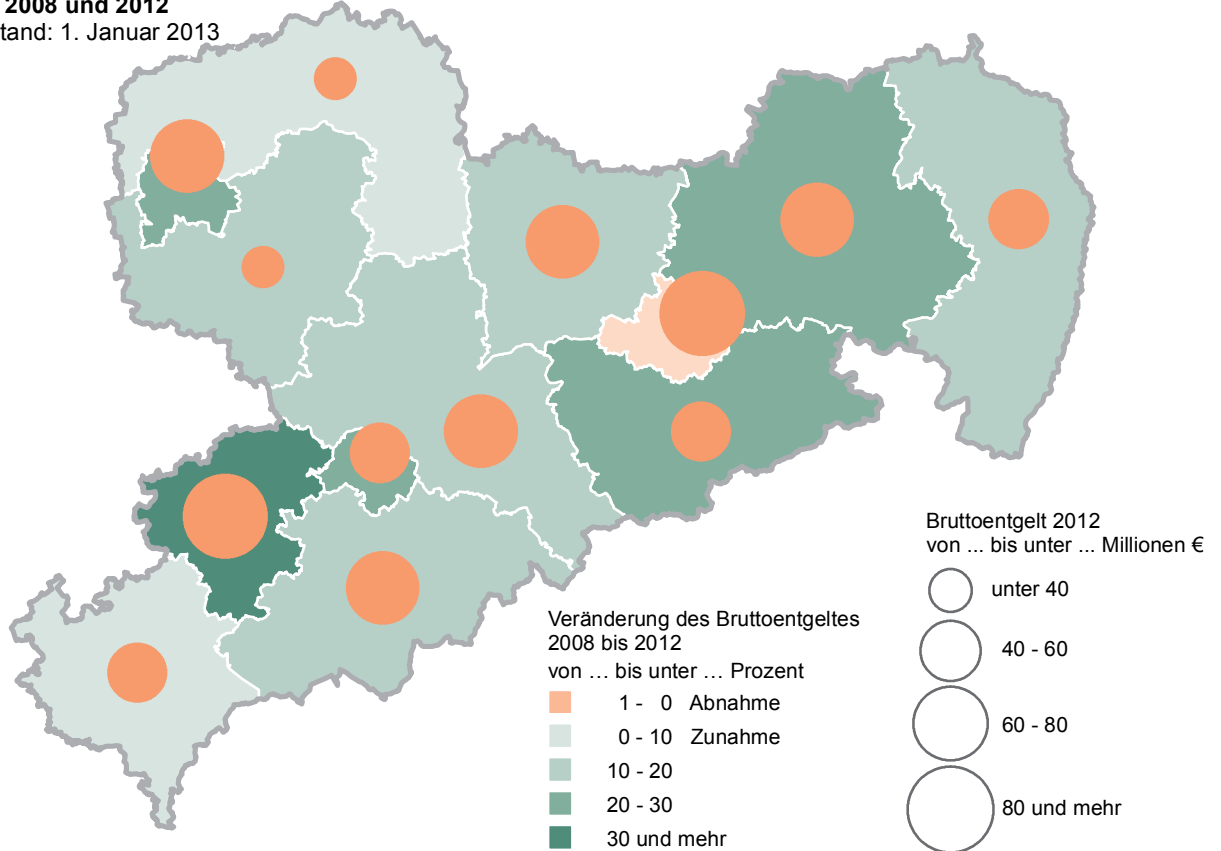 2008 und 2012
tand: 1. Januar 2013
Bruttoentgelt 2012
von ... bis unter ... Millionen €
unter 40
40 - 60
60 - 80
80 und mehr
Veränderung des Bruttoentgeltes
2008 bis 2012
von ... bis unter ... Prozent
1 - 0 Abnahme
0 - 10 Zunahme
10 - 20
20 - 30
30 und mehr